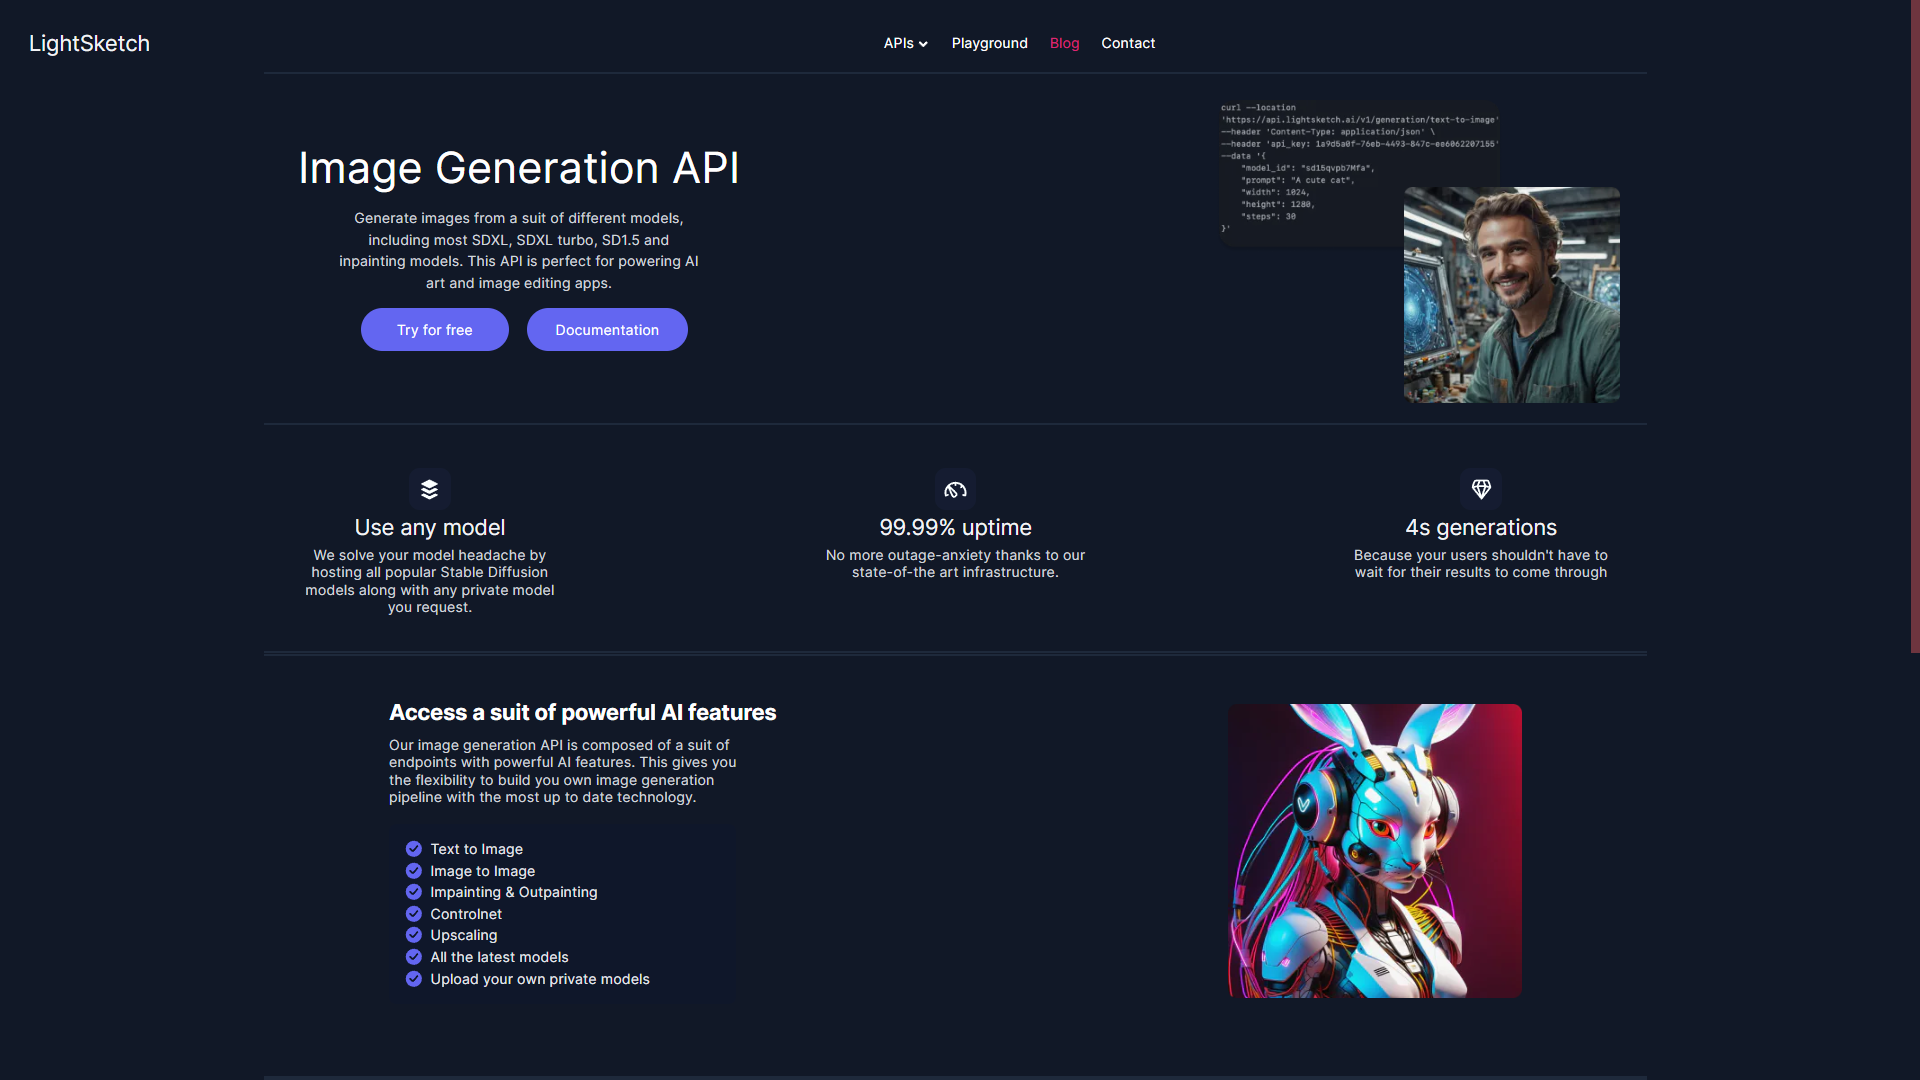 LightSketch
APIs
Playground
Blog
Contact
Image Generation API
Generate images from a suit of different models,
including most SDXL, SDXL turbo, SD1.5 and
inpainting models. This API is perfect for powering AI
art and image editing apps.
Try for free
Documentation
curl --location
'https://api.lightsketch.ai/v1/generation/text-to-image'
--header 'Content-Type: application/json' \
--header 'api_key: 1a9d5a0f-76eb-4493-847c-ee6062207155'
--data '{
"model_id": "sd15qvpb7Mfa",
"prompt": "A cute cat",
"width": 1024,
"height": 1280,
"steps": 30
}'
Use any model
We solve your model headache by
hosting all popular Stable Diffusion
models along with any private model
you request.
99.99% uptime
No more outage-anxiety thanks to our
state-of-the art infrastructure.
4s generations
Because your users shouldn't have to
wait for their results to come through
Access a suit of powerful AI features
Our image generation API is composed of a suit of
endpoints with powerful AI features. This gives you
the flexibility to build you own image generation
pipeline with the most up to date technology.
Text to Image
Image to Image
Impainting & Outpainting
Controlnet
Upscaling
All the latest models
Upload your own private models